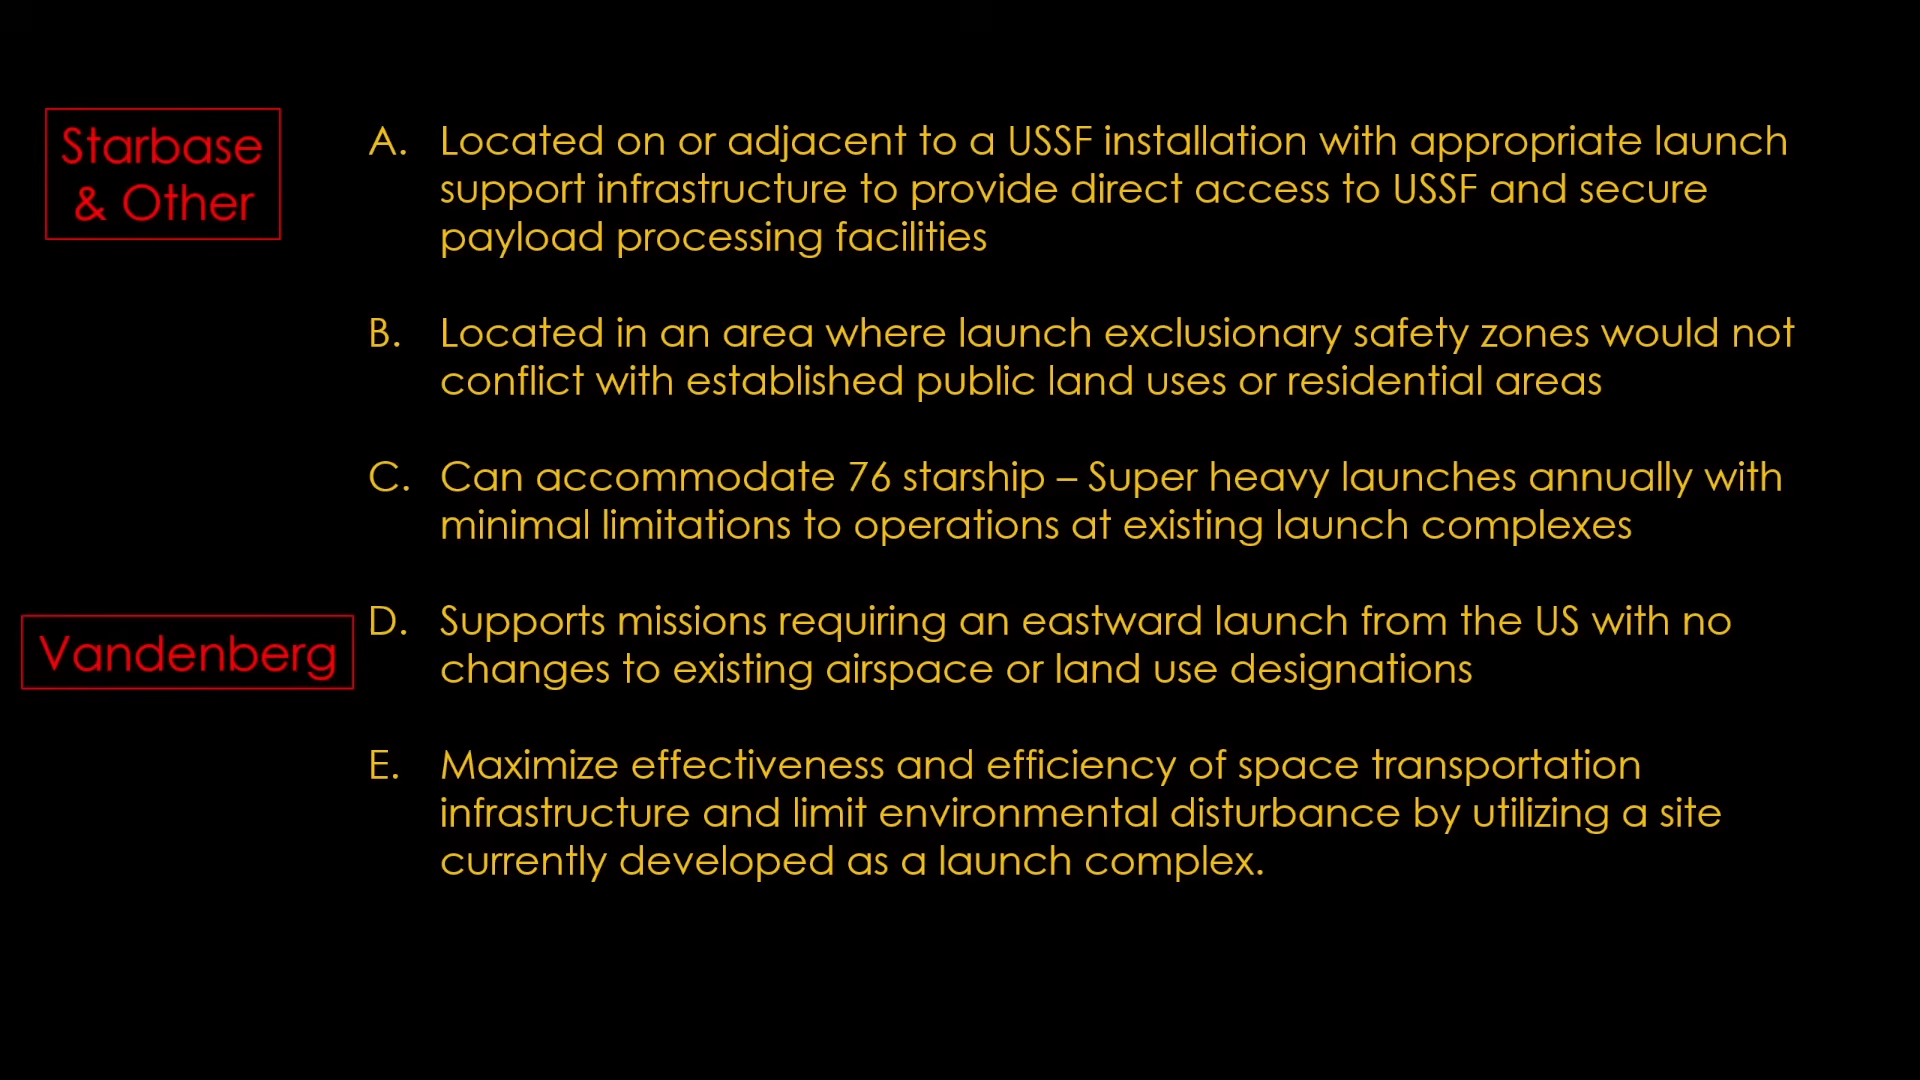 Starbase
& Other
A. Located on or adjacent to a USSF installation with appropriate launch
support infrastructure to provide direct access to USSF and secure
payload processing facilities
B. Located in an area where launch exclusionary safety zones would not
conflict with established public land uses or residential areas
C. Can accommodate 76 starship – Super heavy launches annually with
minimal limitations to operations at existing launch complexes
Vandenberg
D. Supports missions requiring an eastward launch from the US with no
changes to existing airspace or land use designations
E. Maximize effectiveness and efficiency of space transportation
infrastructure and limit environmental disturbance by utilizing a site
currently developed as a launch complex.